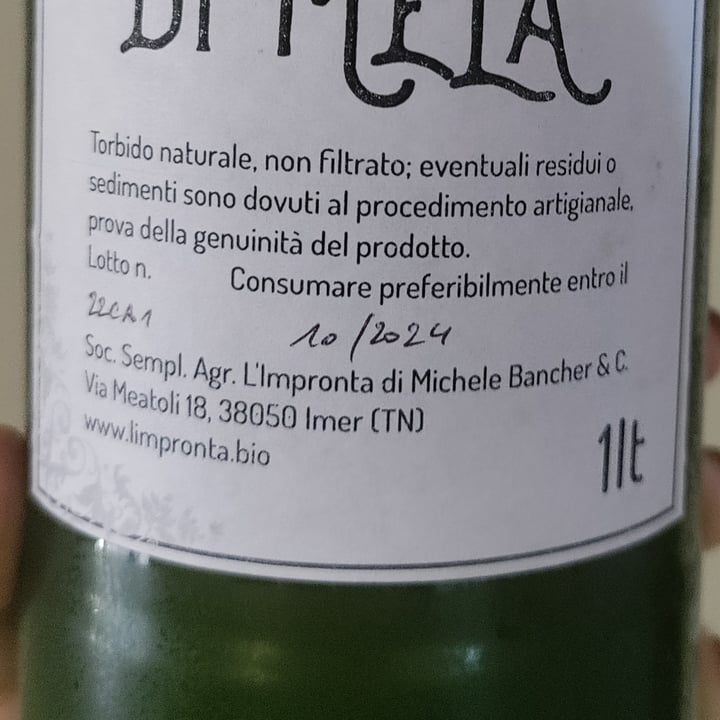 DI MELA
Torbido naturale, non filtrato; eventuali residui o
sedimenti sono dovuti al procedimento artigianale,
prova della genuinità del prodotto.
Lotto n. Consumare preferibilmente entro il
22CA1 10/2024
Soc. Sempl. Agr. L'Impronta di Michele Bancher & C.
Via Meatoli 18, 38050 Imer (TN)
www.limpronta.bio
1lt